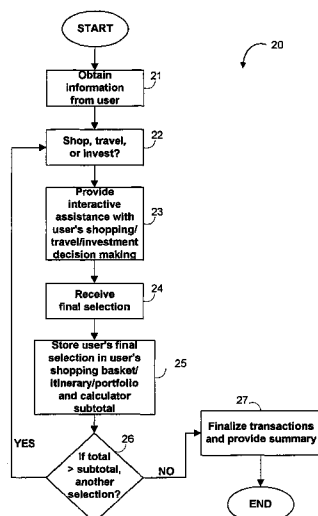 START
20
21
Obtain
information
from user
22
Shop, travel,
or invest?
Provide
interactive
assistance with
user's shopping/
travel/investment
decision making
23
24
Receive
final selection
Store user's final
selection in user's
shopping basket/
itinerary/portfolio
and calculator
subtotal
25
26
If total
> subtotal,
another
selection?
YES
NO
27
Finalize transactions
and provide summary
END